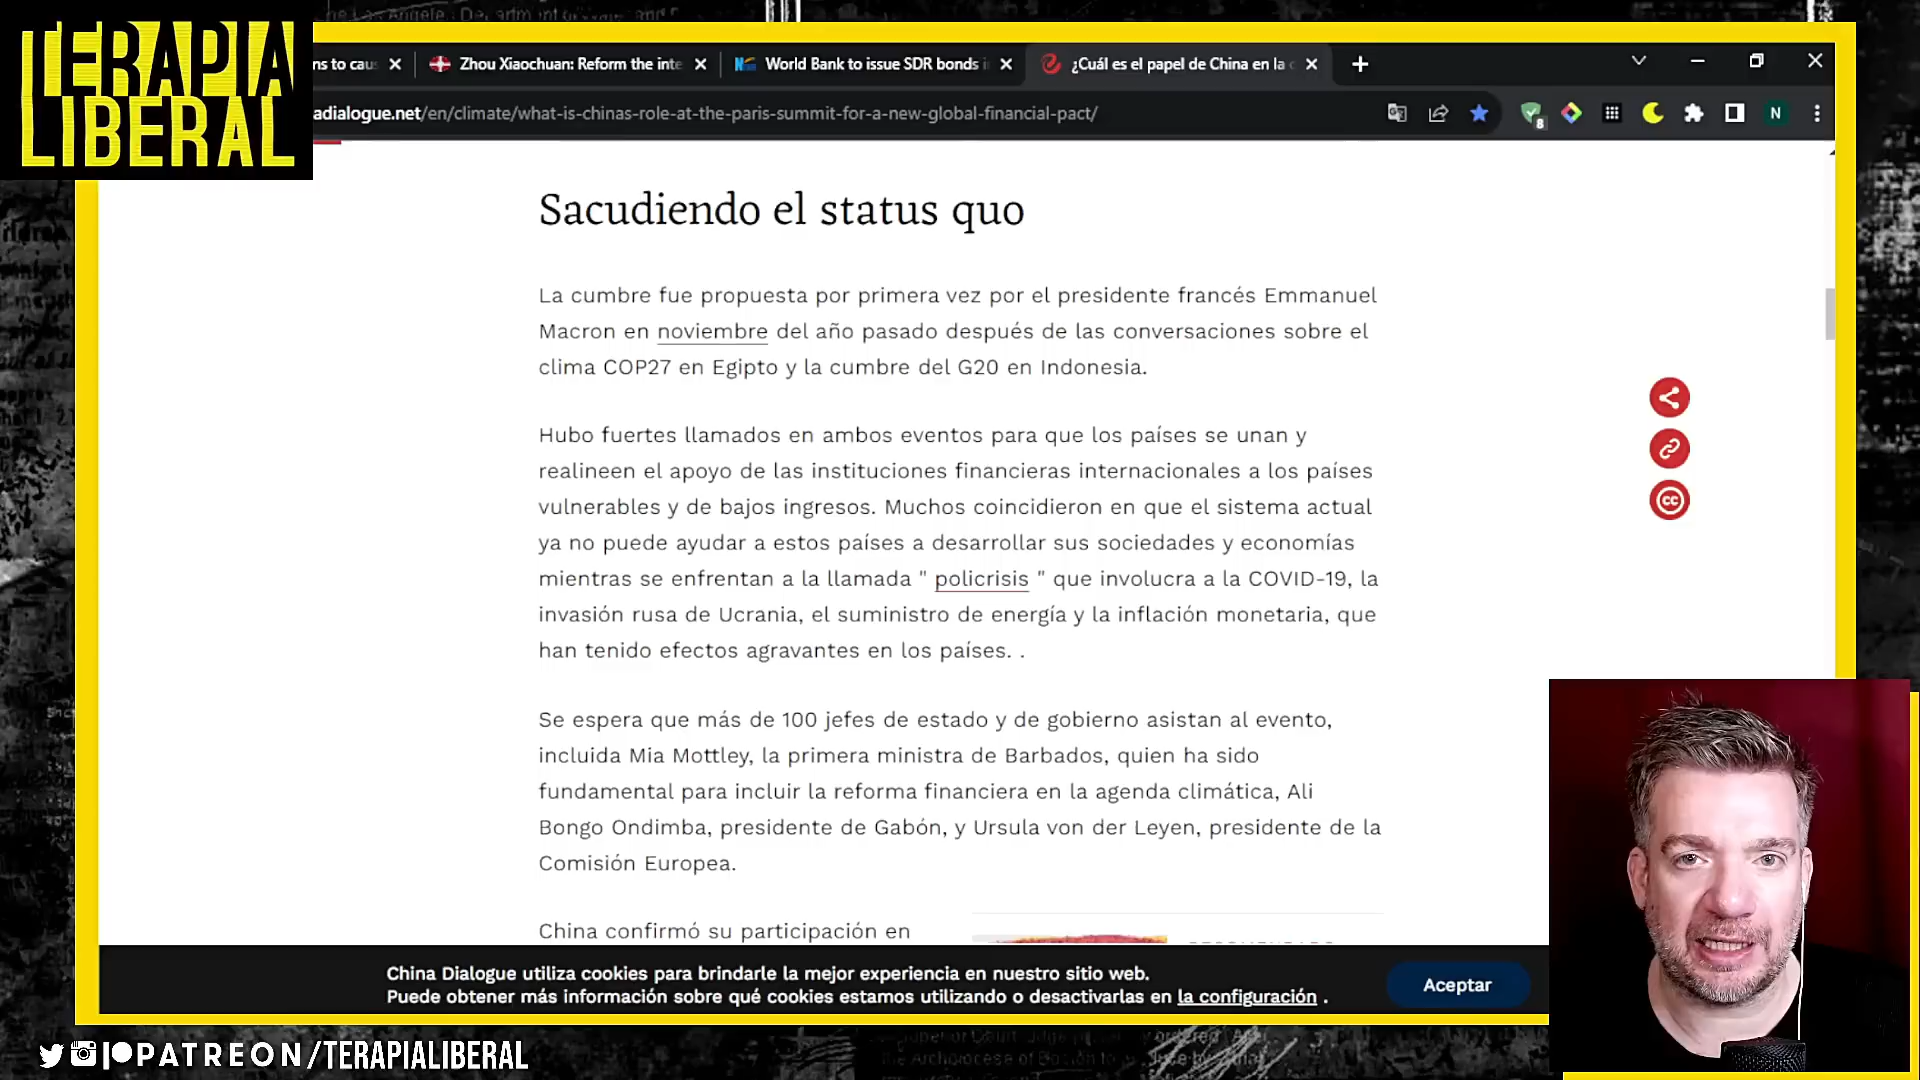 TERAPIA
LIBERAL
ns to cau
Zhou Xiaochuan: Reform the inte
World Bank to issue SDR bonds i
¿Cuál es el papel de China en la c
adialogue.net/en/climate/what-is-chinas-role-at-the-paris-summit-for-a-new-global-financial-pact/
8
N
Sacudiendo el status quo
La cumbre fue propuesta por primera vez por el presidente francés Emmanuel
Macron en noviembre del año pasado después de las conversaciones sobre el
clima COP27 en Egipto y la cumbre del G20 en Indonesia.
Hubo fuertes llamados en ambos eventos para que los países se unan y
realineen el apoyo de las instituciones financieras internacionales a los países
vulnerables y de bajos ingresos. Muchos coincidieron en que el sistema actual
ya no puede ayudar a estos países a desarrollar sus sociedades y economías
mientras se enfrentan a la llamada " policrisis " que involucra a la COVID-19, la
invasión rusa de Ucrania, el suministro de energía y la inflación monetaria, que
han tenido efectos agravantes en los países. .
Se espera que más de 100 jefes de estado y de gobierno asistan al evento,
incluida Mia Mottley, la primera ministra de Barbados, quien ha sido
fundamental para incluir la reforma financiera en la agenda climática, Ali
Bongo Ondimba, presidente de Gabón, y Ursula von der Leyen, presidente de la
Comisión Europea.
China confirmó su participación en
cc
China Dialogue utiliza cookies para brindarle la mejor experiencia en nuestro sitio web.
Puede obtener más información sobre qué cookies estamos utilizando o desactivarlas en la configuración .
Aceptar
PATREON/TERAPIALIBERAL